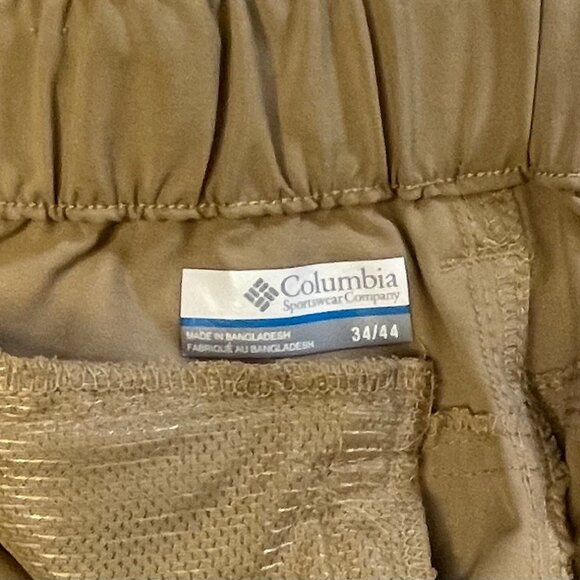 Columbia
Sportswear Company
MADE IN BANGLADESH
FABRIQUÉ AU BANGLADESH
34/44